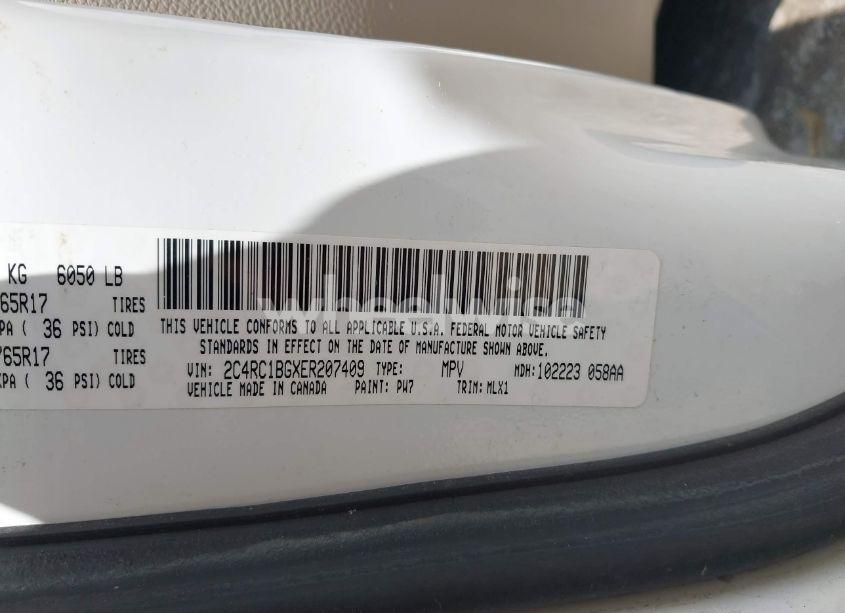 KG 6050 LB
65R17 TIRES
PA ( 36 PSI) COLD
65R17 TIRES
PA ( 36 PSI) COLD
wheelwise
THIS VEHICLE CONFORMS TO ALL APPLICABLE U.S.A. FEDERAL MOTOR VEHICLE SAFETY
STANDARDS IN EFFECT ON THE DATE OF MANUFACTURE SHOWN ABOVE.
VIN: 2C4RC1BGXER207409 TYPE: MPV MDH: 102223 058AA
VEHICLE MADE IN CANADA PAINT: PW7 TRIM: MLX1